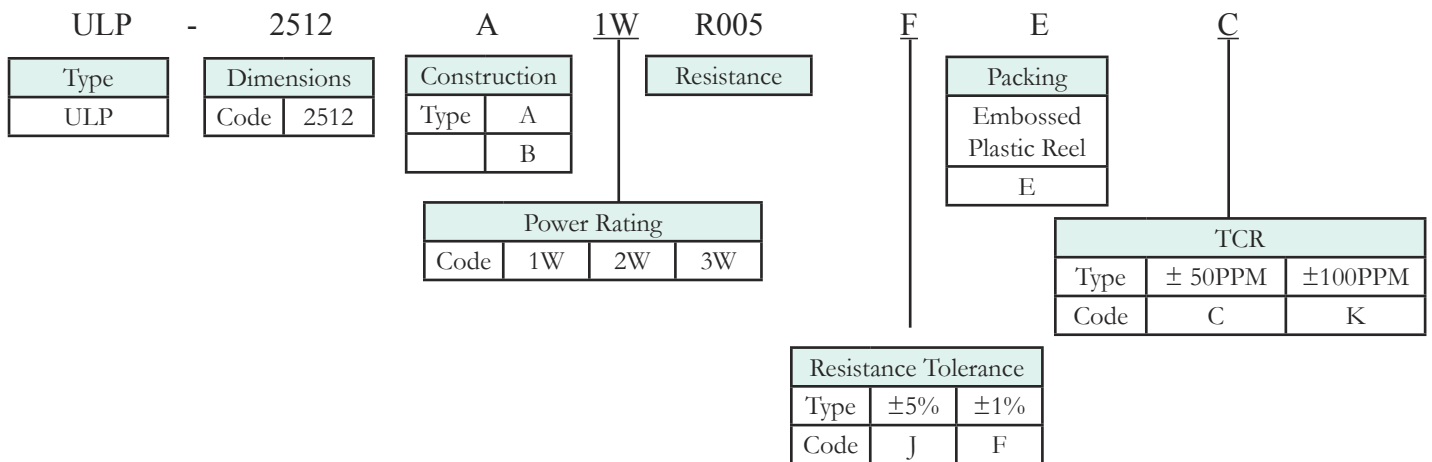 ULP - 2512 A 1W R005 F E C
Type
ULP
Dimensions
Code 2512
Construction
Type A
B
Resistance
Packing
Embossed
Plastic Reel
E
Power Rating
Code 1W 2W 3W
TCR
Type ± 50PPM ±100PPM
Code C K
Resistance Tolerance
Type ±5% ±1%
Code J F